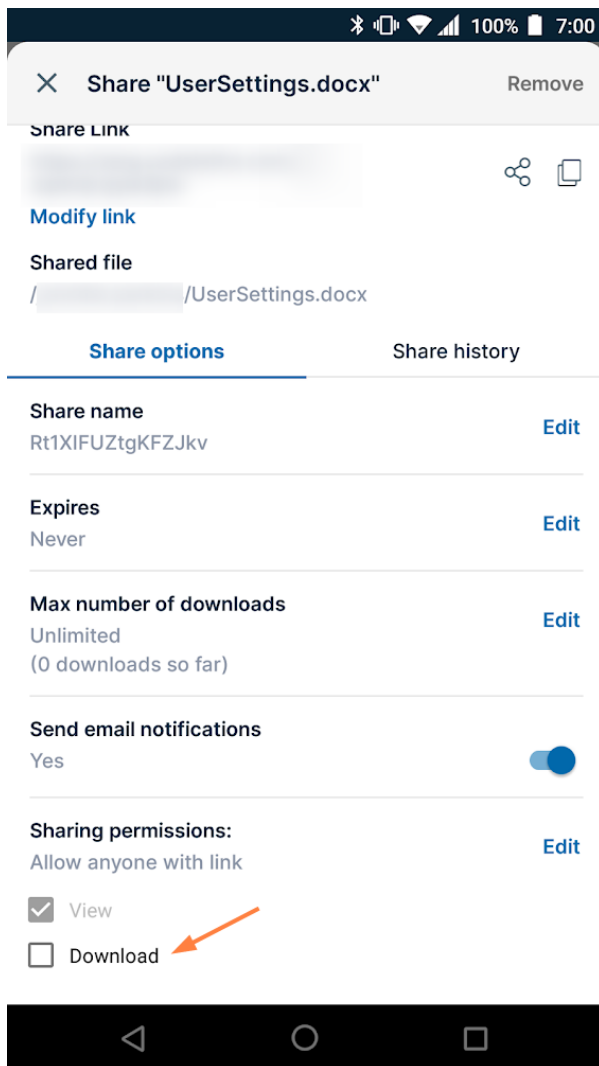 100% 7:00
Share "UserSettings.docx" Remove
Share Link
Modify link
Shared file
/ /UserSettings.docx
Share options Share history
Share name
Edit
Rt1XlFUZtgKFZJkv
Expires
Edit
Never
Max number of downloads
Edit
Unlimited
(0 downloads so far)
Send email notifications
Yes
Sharing permissions:
Edit
Allow anyone with link
View
Download